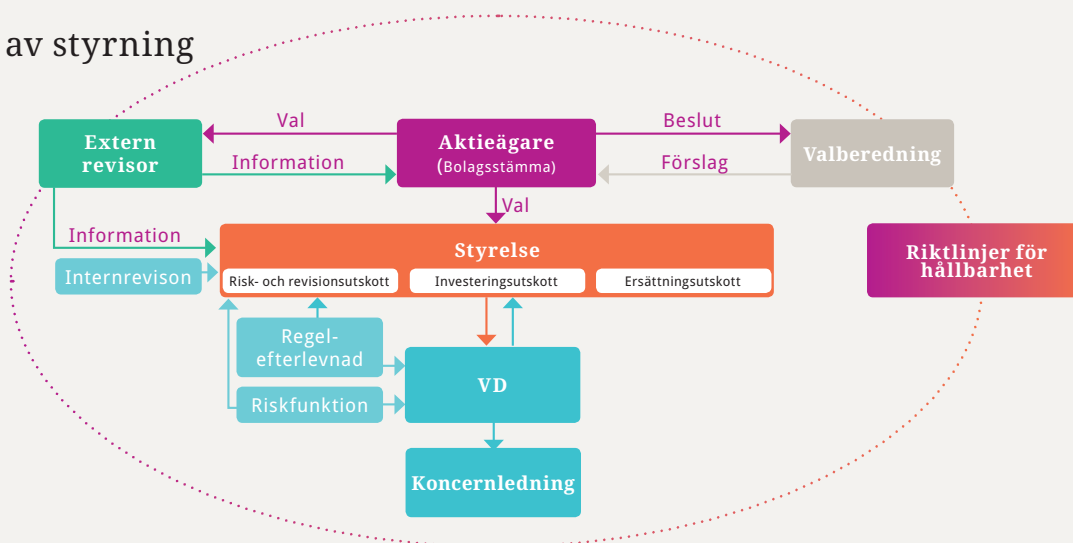 av styrning
Val
Beslut
Extern
revisor
Aktieägare
(Bolagsstämma)
Valberedning
Information
Förslag
Val
Information
Styrelse
Riktlinjer för
hållbarhet
Internrevison
Risk- och revisionsutskott
Investeringsutskott
Ersättningsutskott
Regel-
efterlevnad
VD
Riskfunktion
Koncernledning